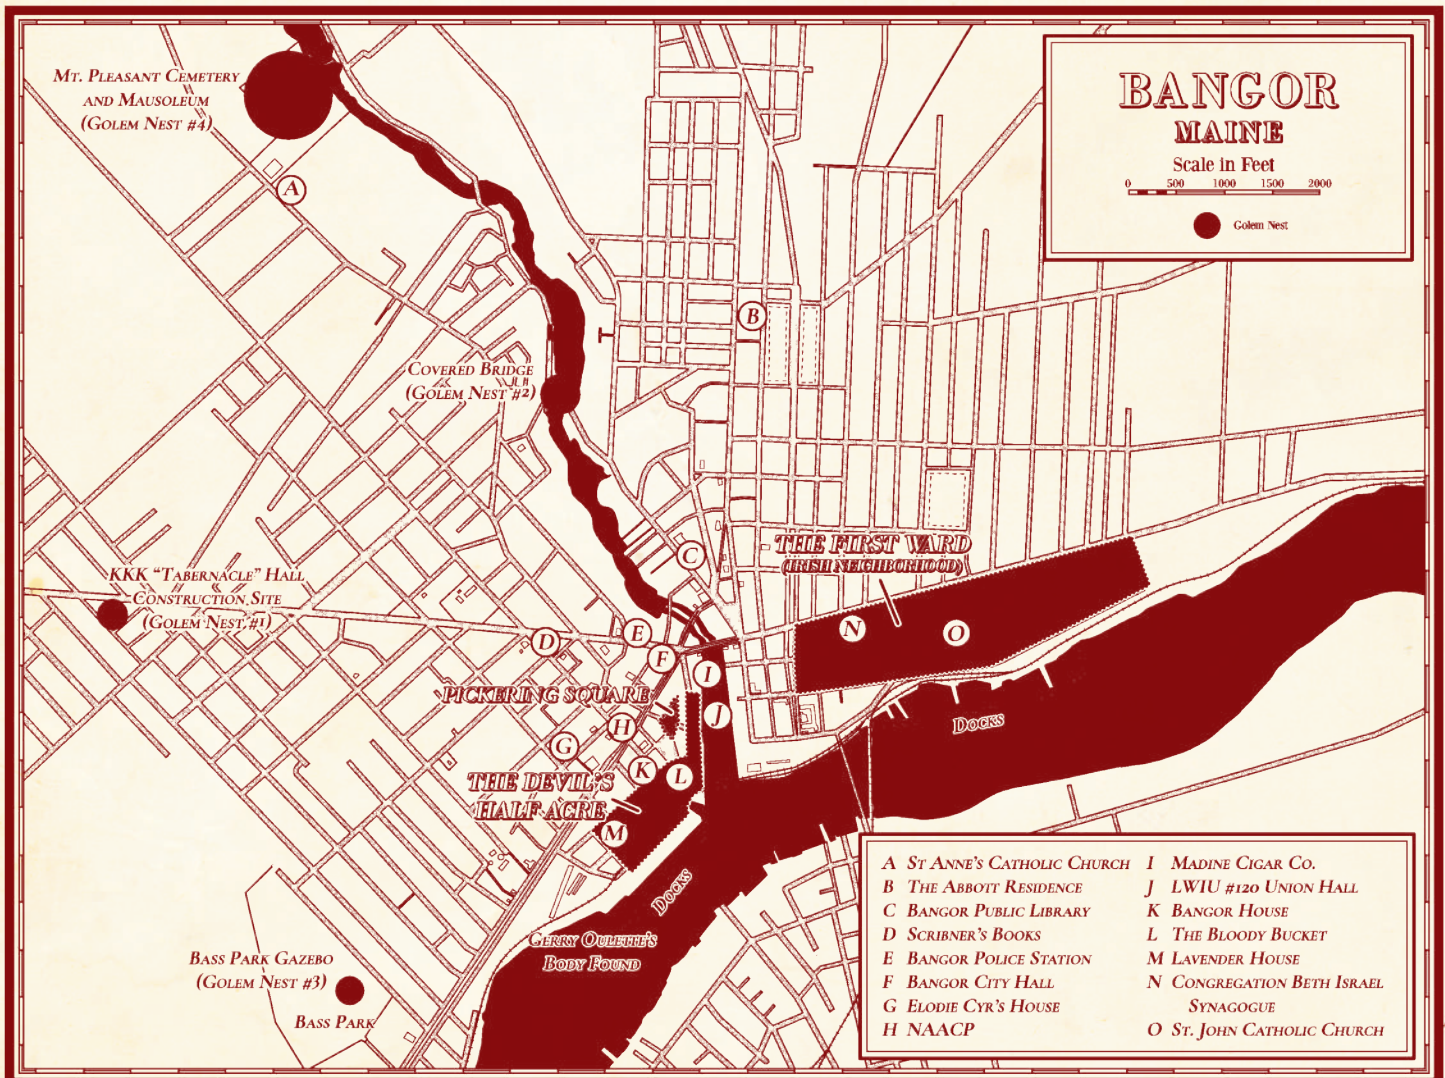 BANGOR
MAINE
Scale in Feet
0 500 1000 1500 2000
Golem Nest
Mt. Pleasant Cemetery
and Mausoleum
(Golem Nest #4)
A
B
Covered Bridge
(Golem Nest #2)
C
THE FIRST WARD
(IRISH NEIGHBORHOOD)
KKK “Tabernacle” Hall
Construction Site
(Golem Nest #1)
N
O
D
E
F
I
PICKERING SQUARE
J
H
G
Docks
K
L
THE DEVIL'S
HALF ACRE
M
Docks
Gerry Oulette's
Body Found
Bass Park Gazebo
(Golem Nest #3)
Bass Park
A St Anne's Catholic Church
B The Abbott Residence
C Bangor Public Library
D Scribner's Books
E Bangor Police Station
F Bangor City Hall
G Elodie Cyr's House
H NAACP
I Madine Cigar Co.
J LWIU #120 Union Hall
K Bangor House
L The Bloody Bucket
M Lavender House
N Congregation Beth Israel
Synagogue
O St. John Catholic Church